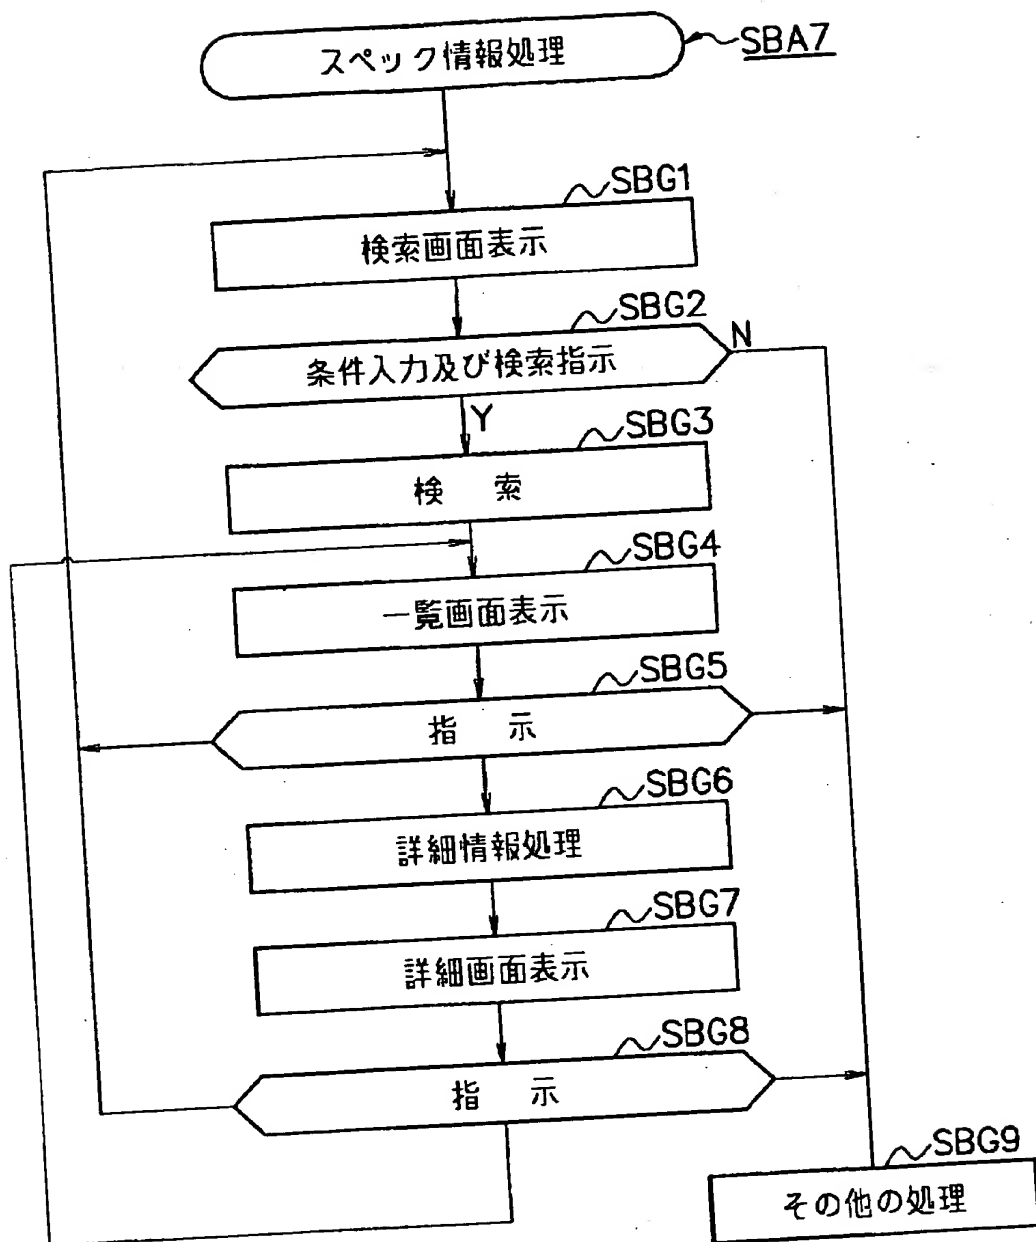 スペック情報処理
SBA7
SBG1
検索画面表示
SBG2
条件入力及び検索指示
N
Y
SBG3
検 索
SBG4
一覧画面表示
SBG5
指 示
SBG6
詳細情報処理
SBG7
詳細画面表示
SBG8
指 示
SBG9
その他の処理